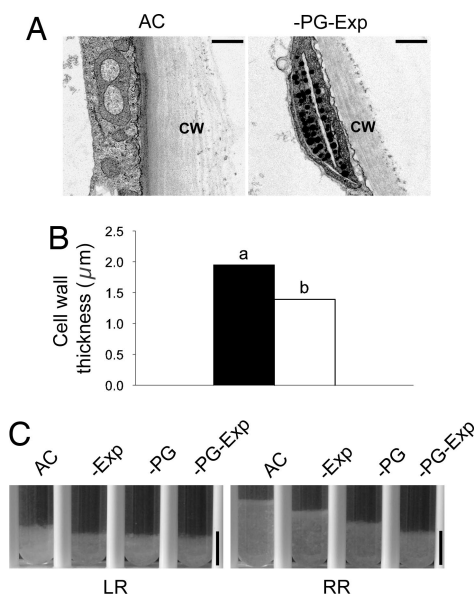 A
AC
-PG-Exp
CW
CW
B
Cell wall
thickness (μm)
2.5
2.0
1.5
1.0
0.5
0.0
a
b
C
AC
-Exp
-PG
-PG-Exp
AC
-Exp
-PG
-PG-Exp
LR
RR